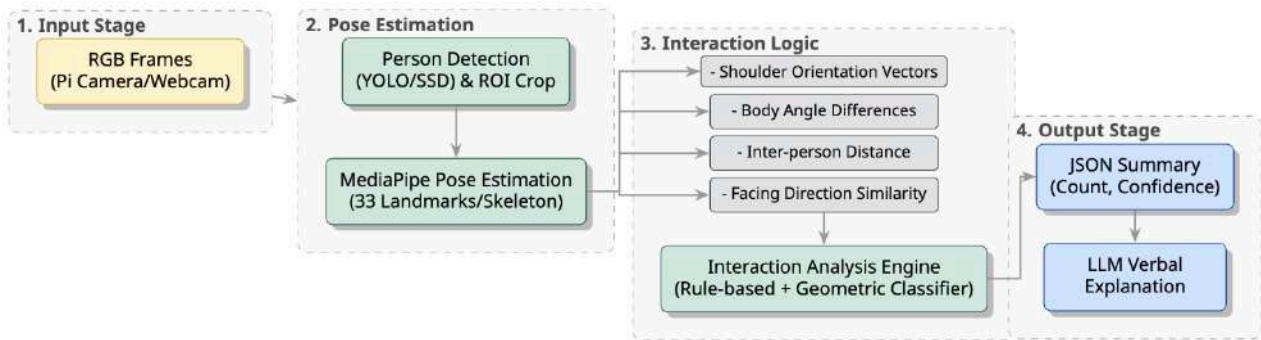 1. Input Stage
RGB Frames
(Pi Camera/Webcam)
2. Pose Estimation
Person Detection
(YOLO/SSD) & ROI Crop
MediaPipe Pose Estimation
(33 Landmarks/Skeleton)
3. Interaction Logic
- Shoulder Orientation Vectors
- Body Angle Differences
- Inter-person Distance
- Facing Direction Similarity
Interaction Analysis Engine
(Rule-based + Geometric Classifier)
4. Output Stage
JSON Summary
(Count, Confidence)
LLM Verbal
Explanation